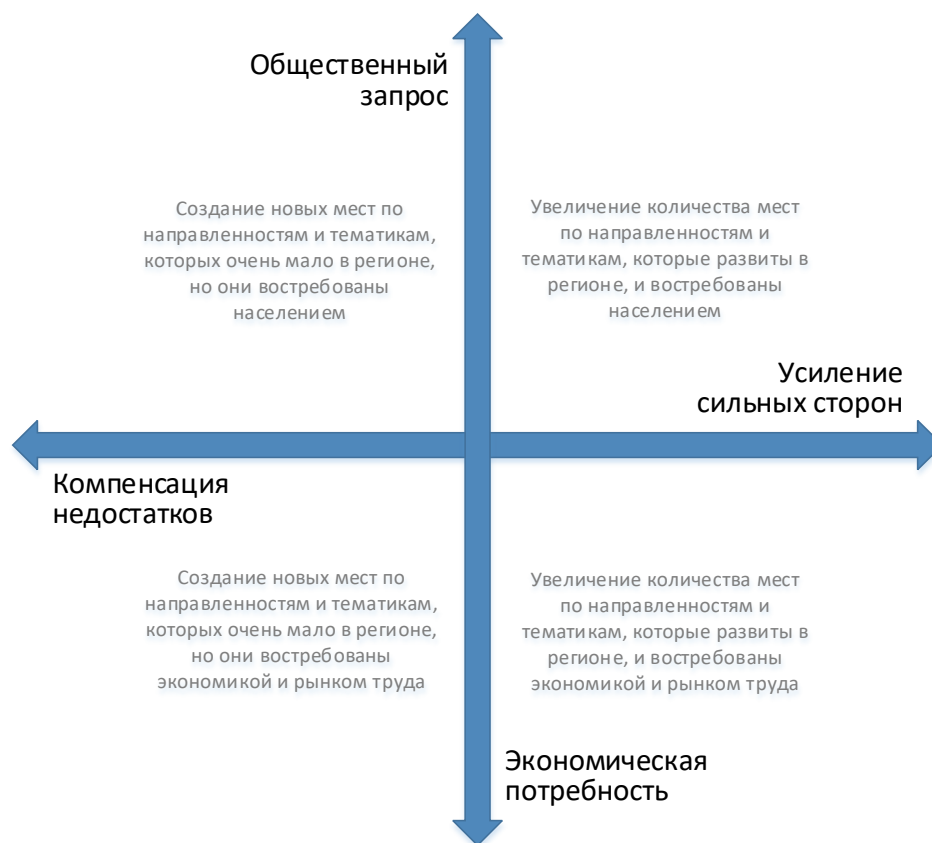 Общественный
запрос
Создание новых мест по
направленностям и тематикам,
которых очень мало в регионе,
но они востребованы
населением
Увеличение количества мест
по направленностям и
тематикам, которые развиты в
регионе, и востребованы
населением
Усиление
сильных сторон
Компенсация
недостатков
Создание новых мест по
направленностям и тематикам,
которых очень мало в регионе,
но они востребованы
экономикой и рынком труда
Увеличение количества мест
по направленностям и
тематикам, которые развиты в
регионе, и востребованы
экономикой и рынком труда
Экономическая
потребность